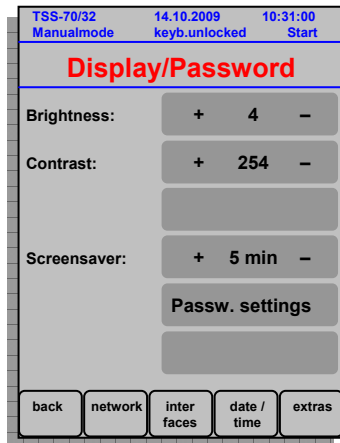 TSS-70/32 14.10.2009 10:31:00
Manualmode keyb.unlocked Start
Display/Password
Brightness: + 4 –
Contrast: + 254 –
Screensaver: + 5 min –
Passw. settings
back network inter faces date / time extras